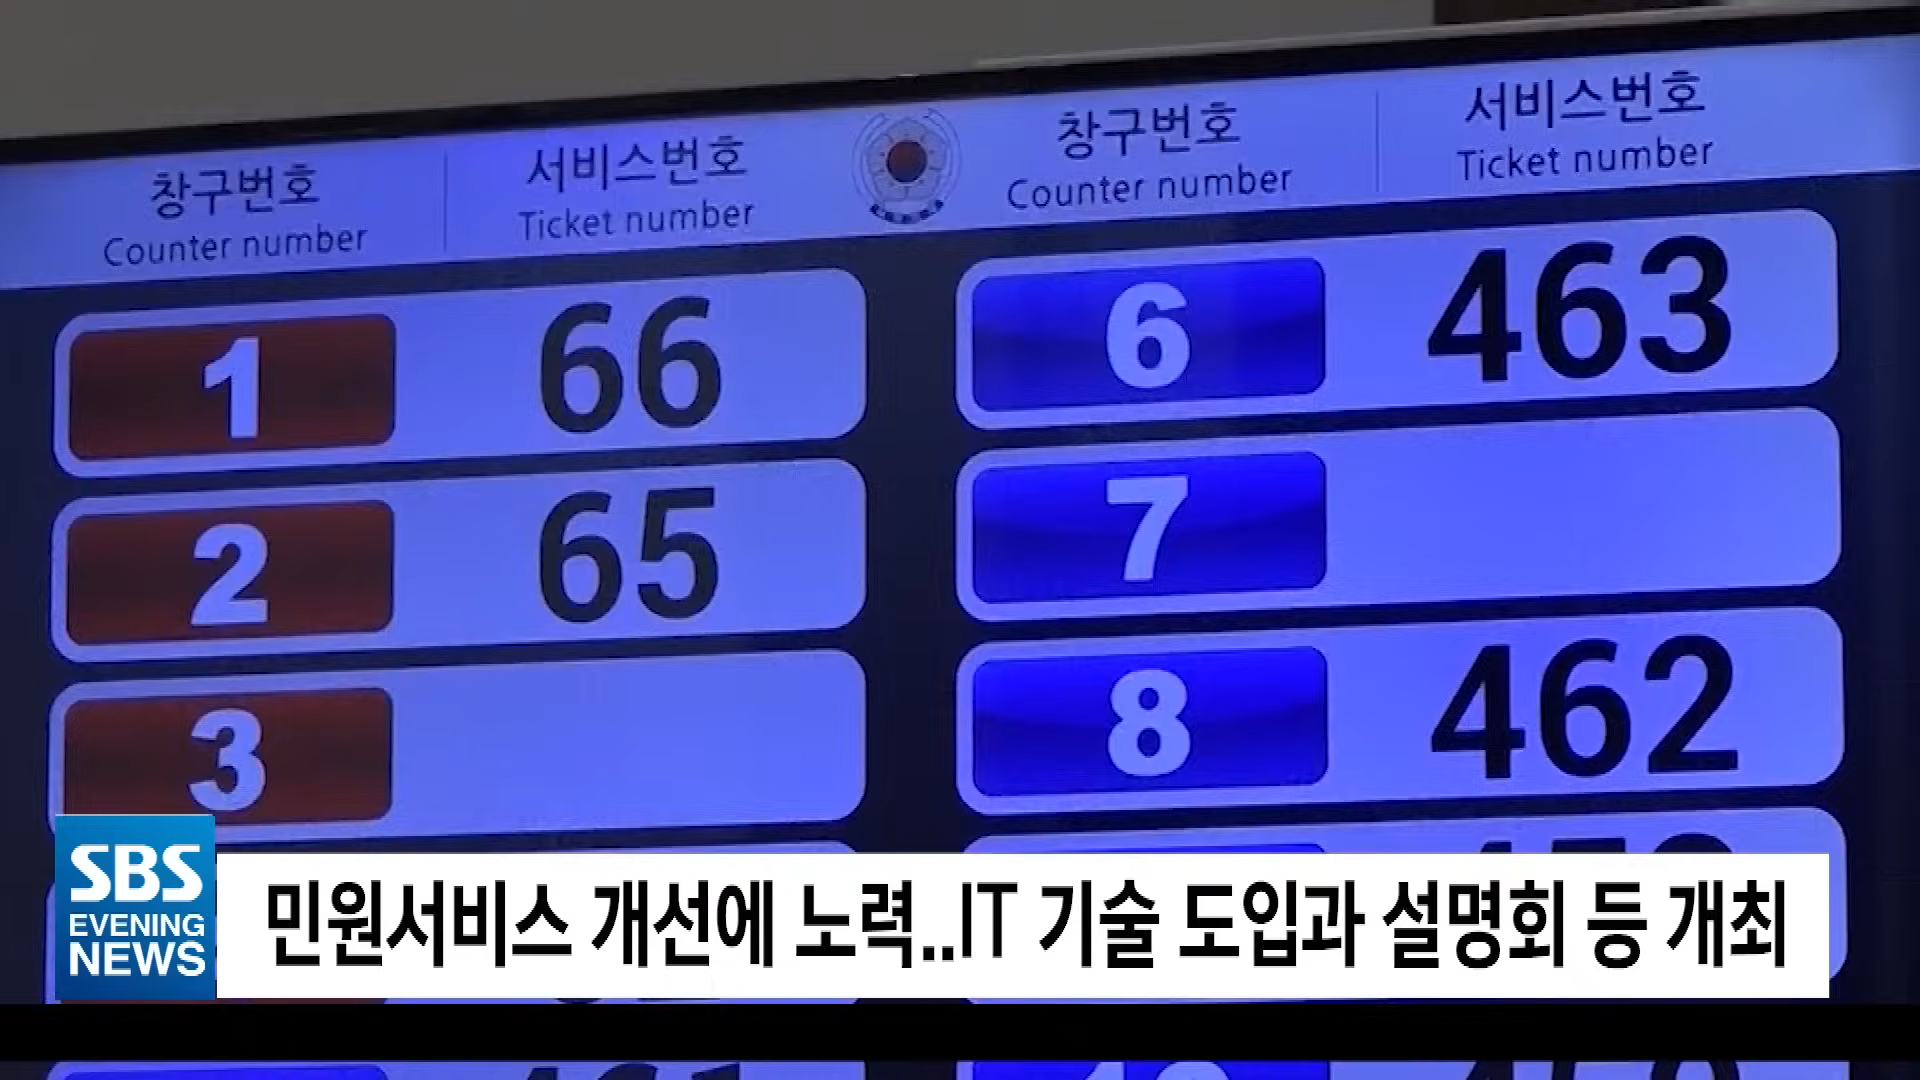 창구번호
Counter number
서비스번호
Ticket number
창구번호
Counter number
서비스번호
Ticket number
1 66
2 65
3
6 463
7
8 462
SBS
EVENING
NEWS
민원서비스 개선에 노력..IT 기술 도입과 설명회 등 개최